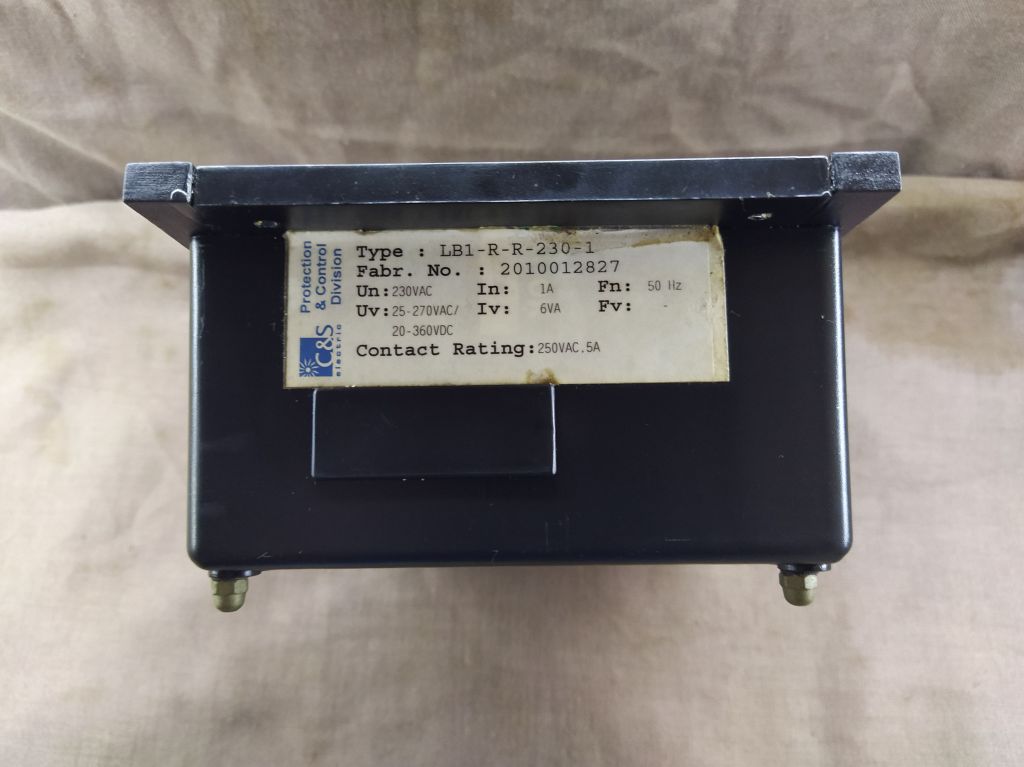 Type : LB1-R-R-230-1
Fabr. No. : 2010012827
Un: 230VAC In: 1A Fn: 50 Hz
Uv: 25-270VAC/ Iv: 6VA Fv: -
20-360VDC
Contact Rating: 250VAC.5A
Protection
& Control
Division
C&S
electric